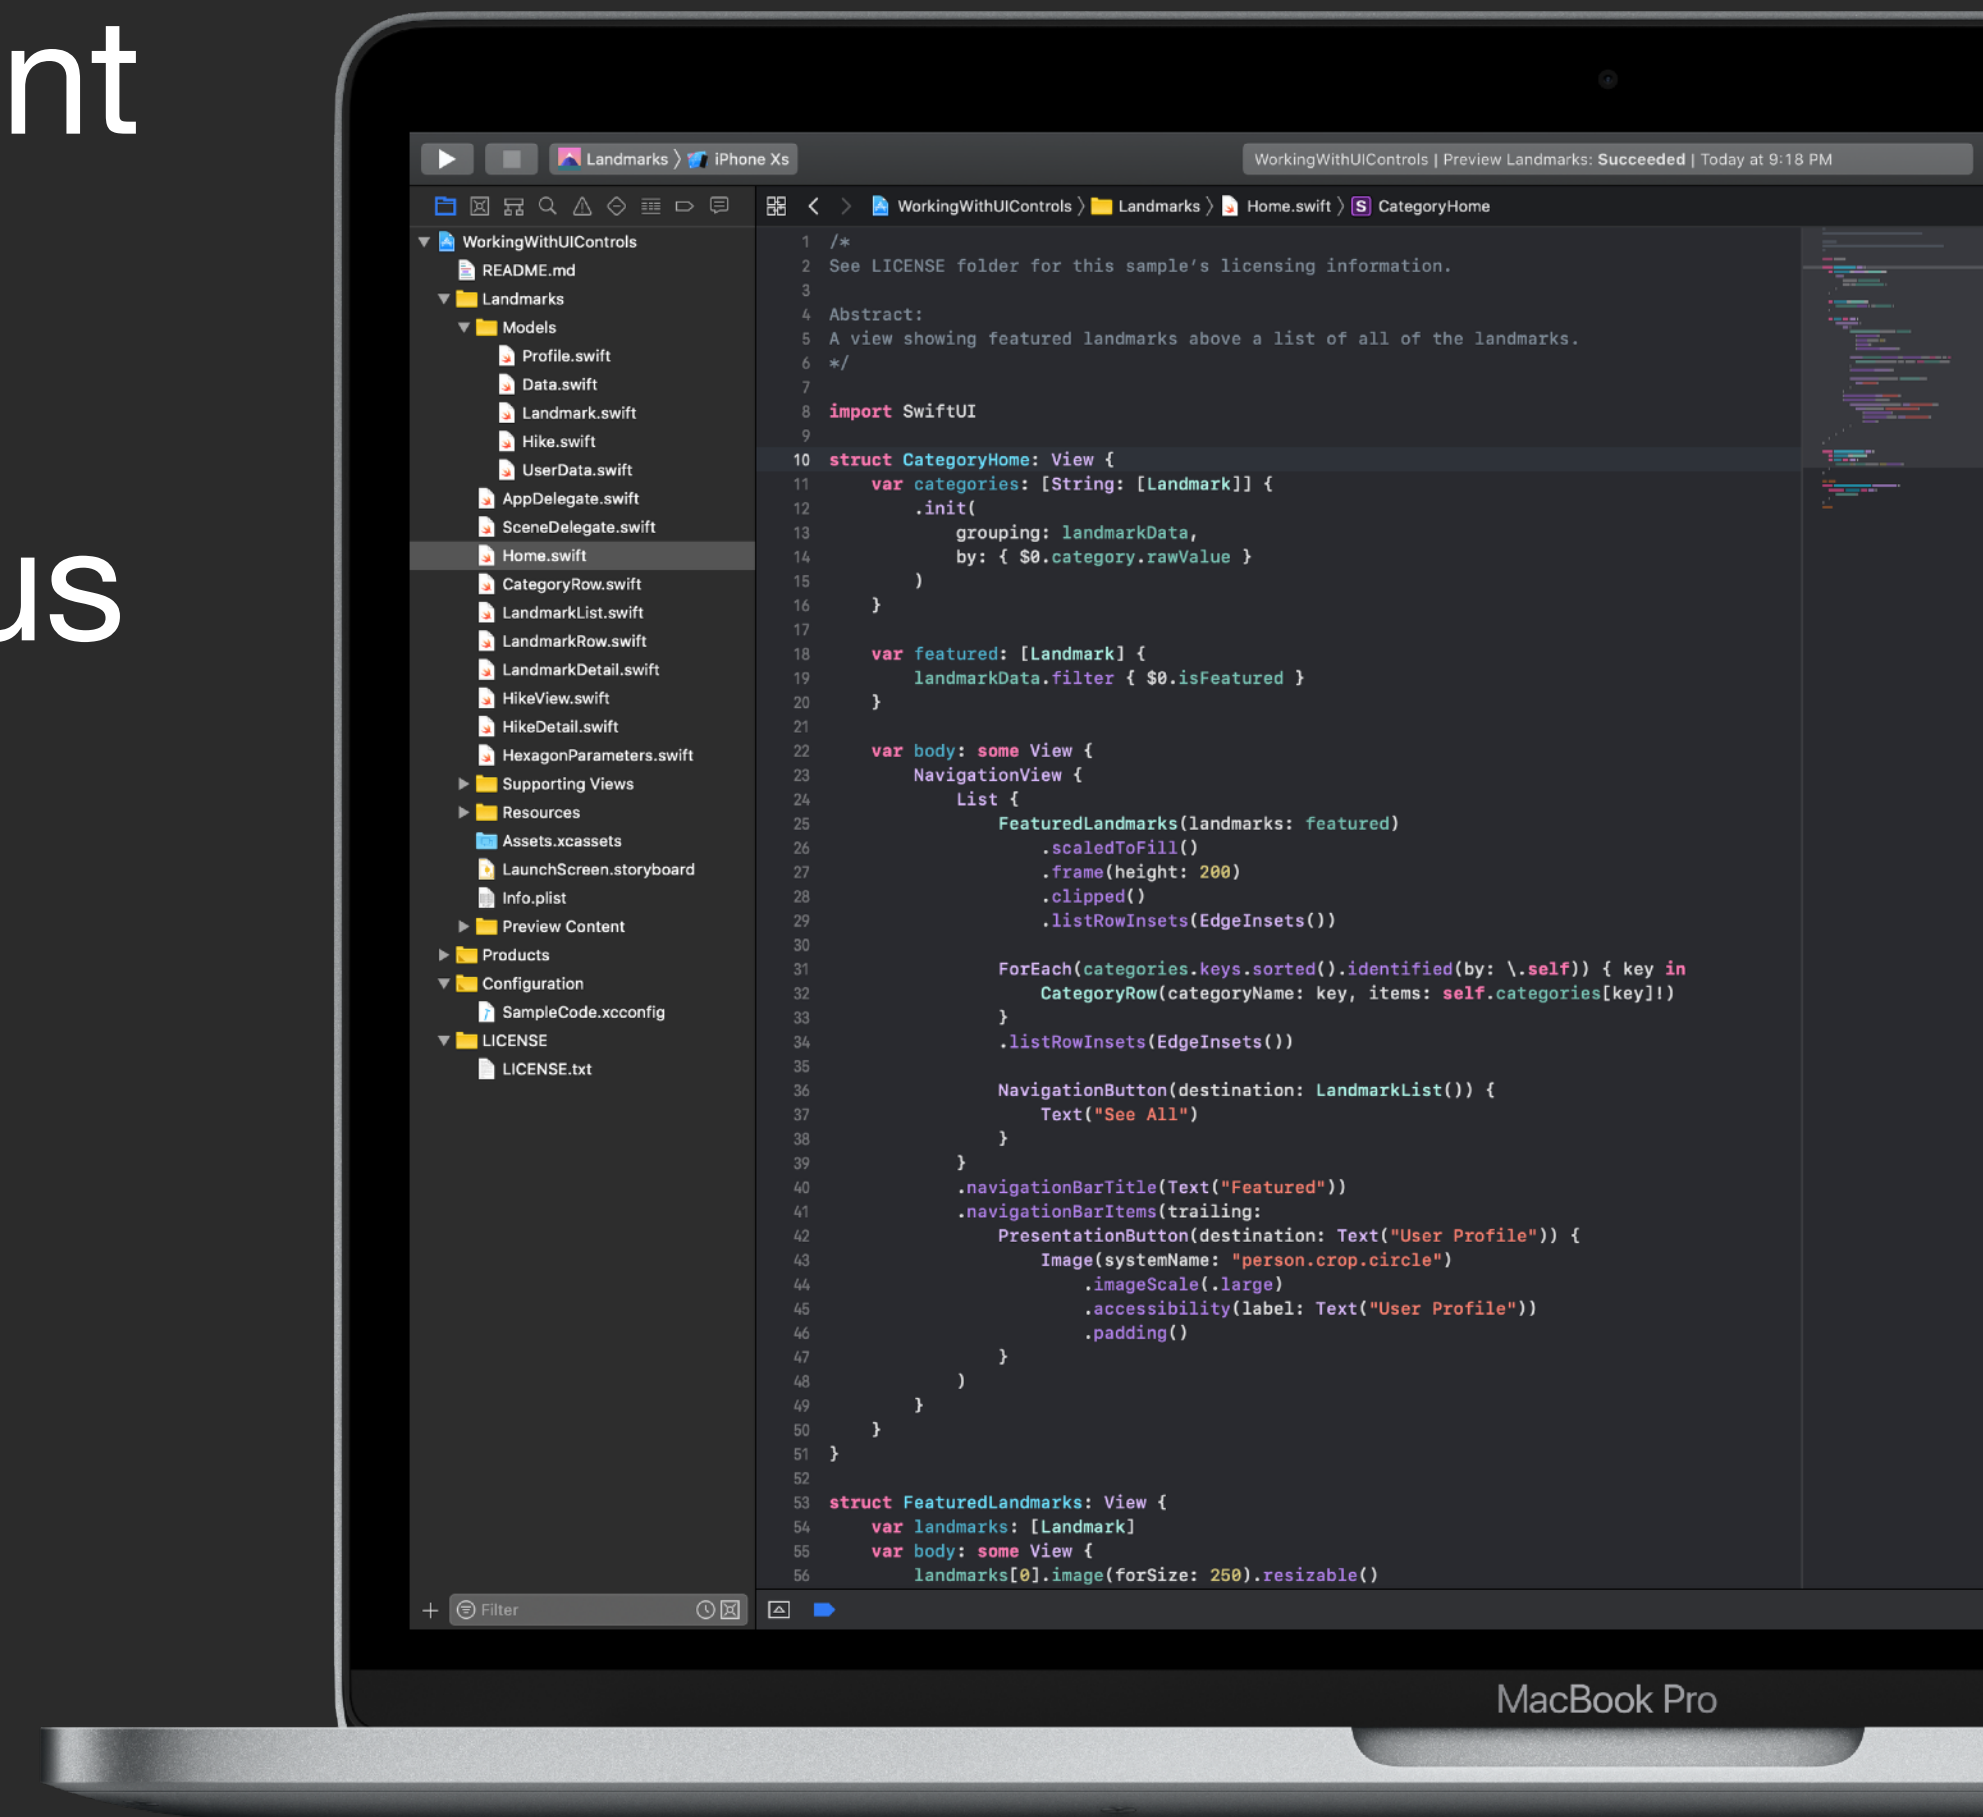 nt
us
Landmarks 〉 iPhone Xs
WorkingWithUIControls | Preview Landmarks: Succeeded | Today at 9:18 PM
WorkingWithUIControls 〉 Landmarks 〉 Home.swift 〉 S CategoryHome
WorkingWithUIControls
README.md
Landmarks
Models
Profile.swift
Data.swift
Landmark.swift
Hike.swift
UserData.swift
AppDelegate.swift
SceneDelegate.swift
Home.swift
CategoryRow.swift
LandmarkList.swift
LandmarkRow.swift
LandmarkDetail.swift
HikeView.swift
HikeDetail.swift
HexagonParameters.swift
Supporting Views
Resources
Assets.xcassets
LaunchScreen.storyboard
Info.plist
Preview Content
Products
Configuration
SampleCode.xcconfig
LICENSE
LICENSE.txt
Filter
1 /*
2 See LICENSE folder for this sample’s licensing information.
3
4 Abstract:
5 A view showing featured landmarks above a list of all of the landmarks.
6 */
7
8 import SwiftUI
9
10 struct CategoryHome: View {
11     var categories: [String: [Landmark]] {
12         .init(
13             grouping: landmarkData,
14             by: { $0.category.rawValue }
15         )
16     }
17
18     var featured: [Landmark] {
19         landmarkData.filter { $0.isFeatured }
20     }
21
22     var body: some View {
23         NavigationView {
24             List {
25                 FeaturedLandmarks(landmarks: featured)
26                     .scaledToFill()
27                     .frame(height: 200)
28                     .clipped()
29                     .listRowInsets(EdgeInsets())
30
31                 ForEach(categories.keys.sorted().identified(by: \.self)) { key in
32                     CategoryRow(categoryName: key, items: self.categories[key]!)
33                 }
34                 .listRowInsets(EdgeInsets())
35
36                 NavigationButton(destination: LandmarkList()) {
37                     Text("See All")
38                 }
39             }
40             .navigationBarTitle(Text("Featured"))
41             .navigationBarItems(trailing:
42                 PresentationButton(destination: Text("User Profile")) {
43                     Image(systemName: "person.crop.circle")
44                         .imageScale(.large)
45                         .accessibility(label: Text("User Profile"))
46                         .padding()
47                 }
48             )
49         }
50     }
51 }
52
53 struct FeaturedLandmarks: View {
54     var landmarks: [Landmark]
55     var body: some View {
56         landmarks[0].image(forSize: 250).resizable()
MacBook Pro